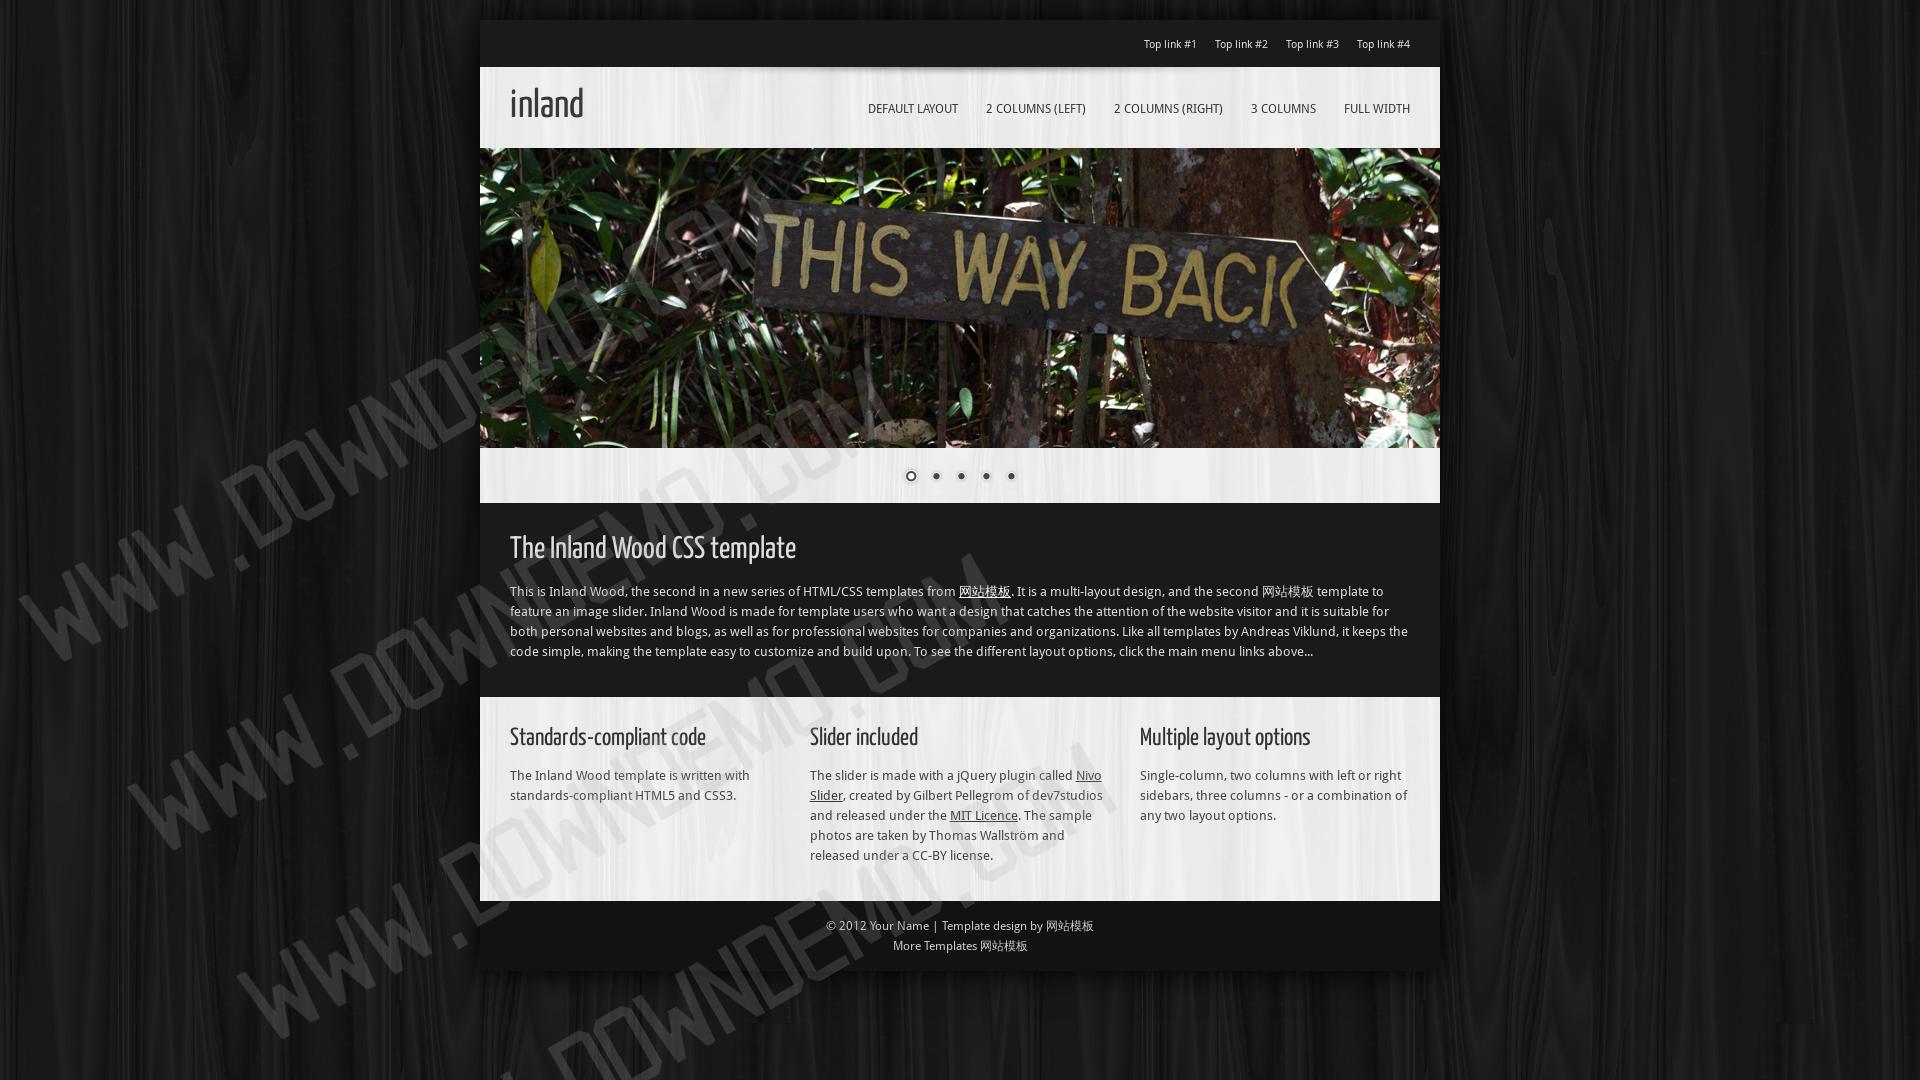 Top link #1 Top link #2 Top link #3 Top link #4
inland
DEFAULT LAYOUT 2 COLUMNS (LEFT) 2 COLUMNS (RIGHT) 3 COLUMNS FULL WIDTH
THIS WAY BACK
The Inland Wood CSS template
This is Inland Wood, the second in a new series of HTML/CSS templates from 网站模板. It is a multi-layout design, and the second 网站模板 template to
feature an image slider. Inland Wood is made for template users who want a design that catches the attention of the website visitor and it is suitable for
both personal websites and blogs, as well as for professional websites for companies and organizations. Like all templates by Andreas Viklund, it keeps the
code simple, making the template easy to customize and build upon. To see the different layout options, click the main menu links above...
Standards-compliant code
The Inland Wood template is written with
standards-compliant HTML5 and CSS3.
Slider included
The slider is made with a jQuery plugin called Nivo
Slider, created by Gilbert Pellegrom of dev7studios
and released under the MIT Licence. The sample
photos are taken by Thomas Wallström and
released under a CC-BY license.
Multiple layout options
Single-column, two columns with left or right
sidebars, three columns - or a combination of
any two layout options.
© 2012 Your Name | Template design by 网站模板
More Templates 网站模板
WWW.DOWNDEMO.COM
WWW.DOWNDEMO.COM
WWW.DOWNDEMO.COM
.DOWNDEMO.COM